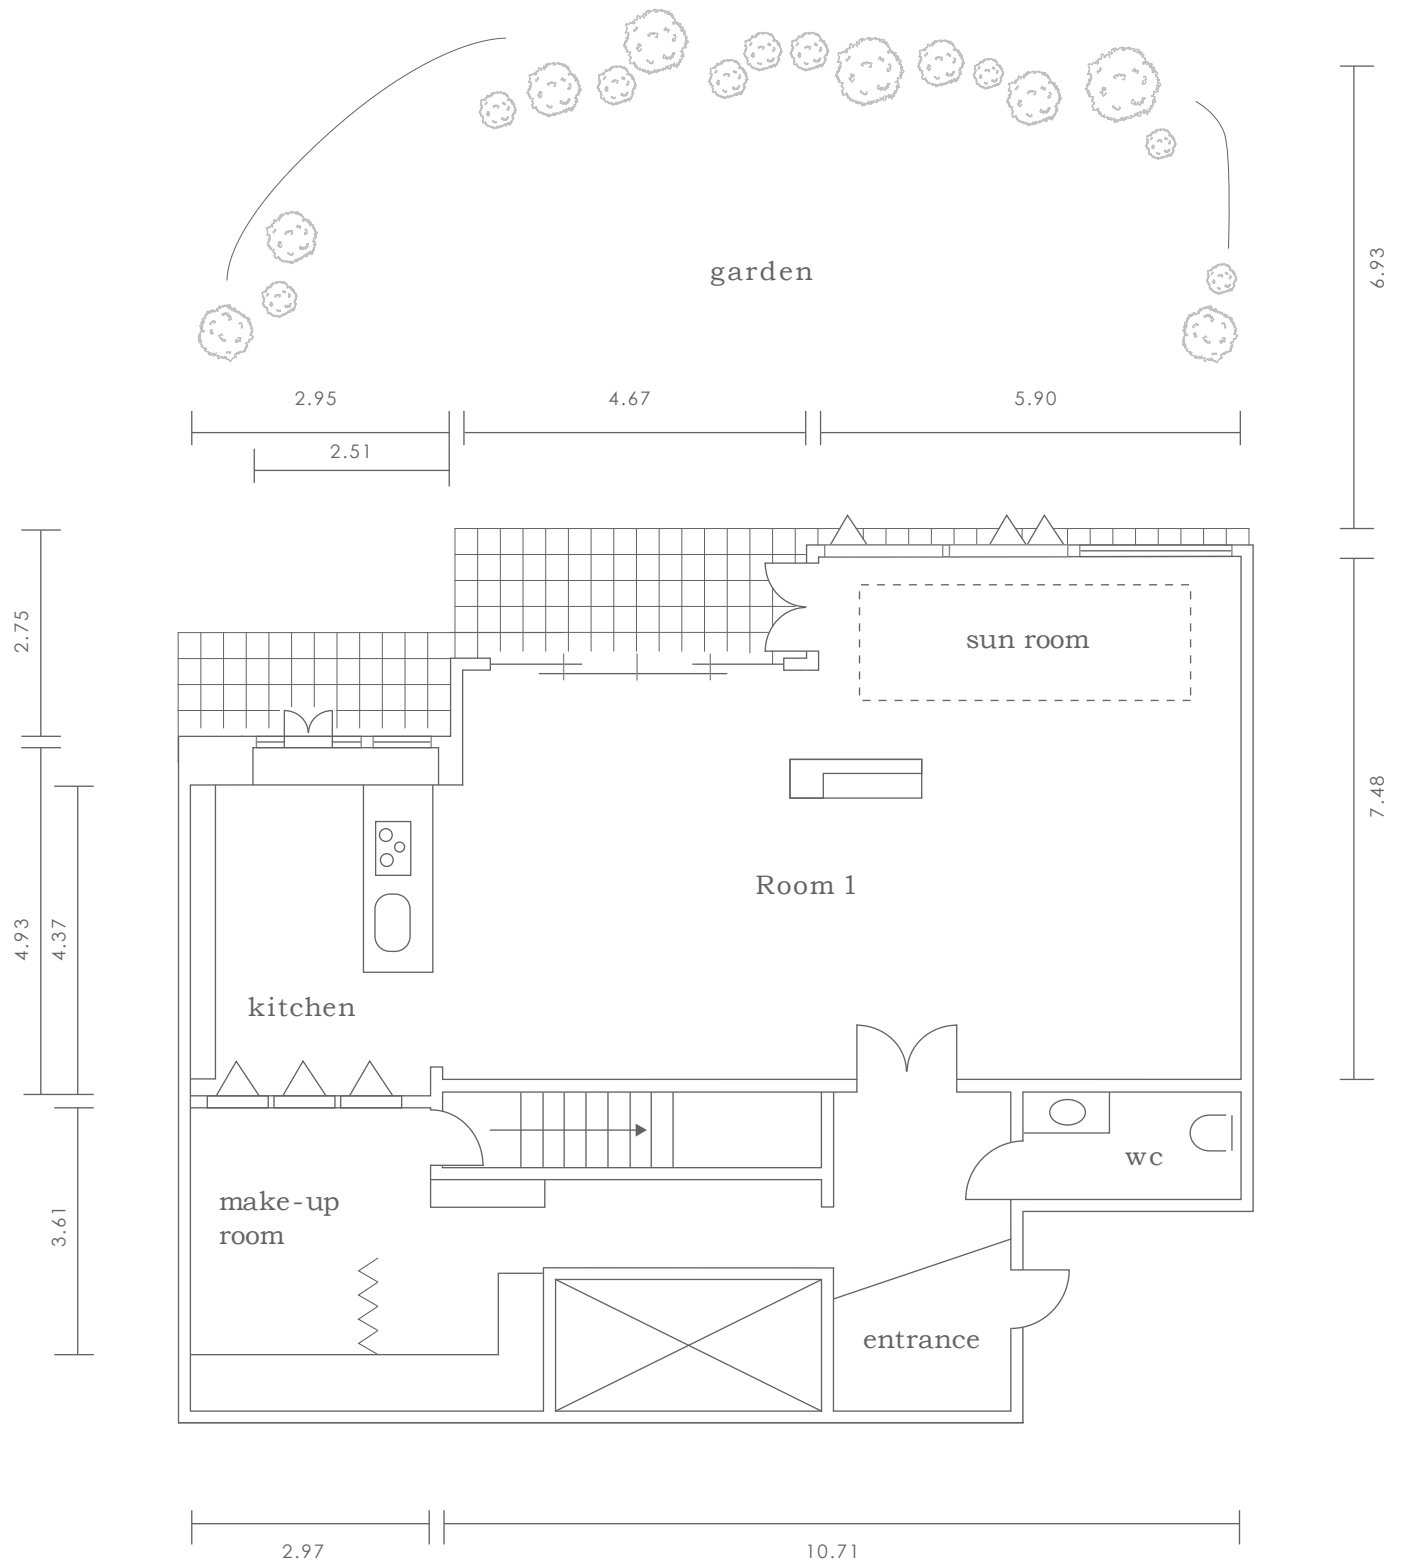 garden
6.93
2.95
4.67
5.90
2.51
2.75
sun room
7.48
Room 1
4.93
4.37
kitchen
wc
make-up
room
3.61
entrance
2.97
10.71